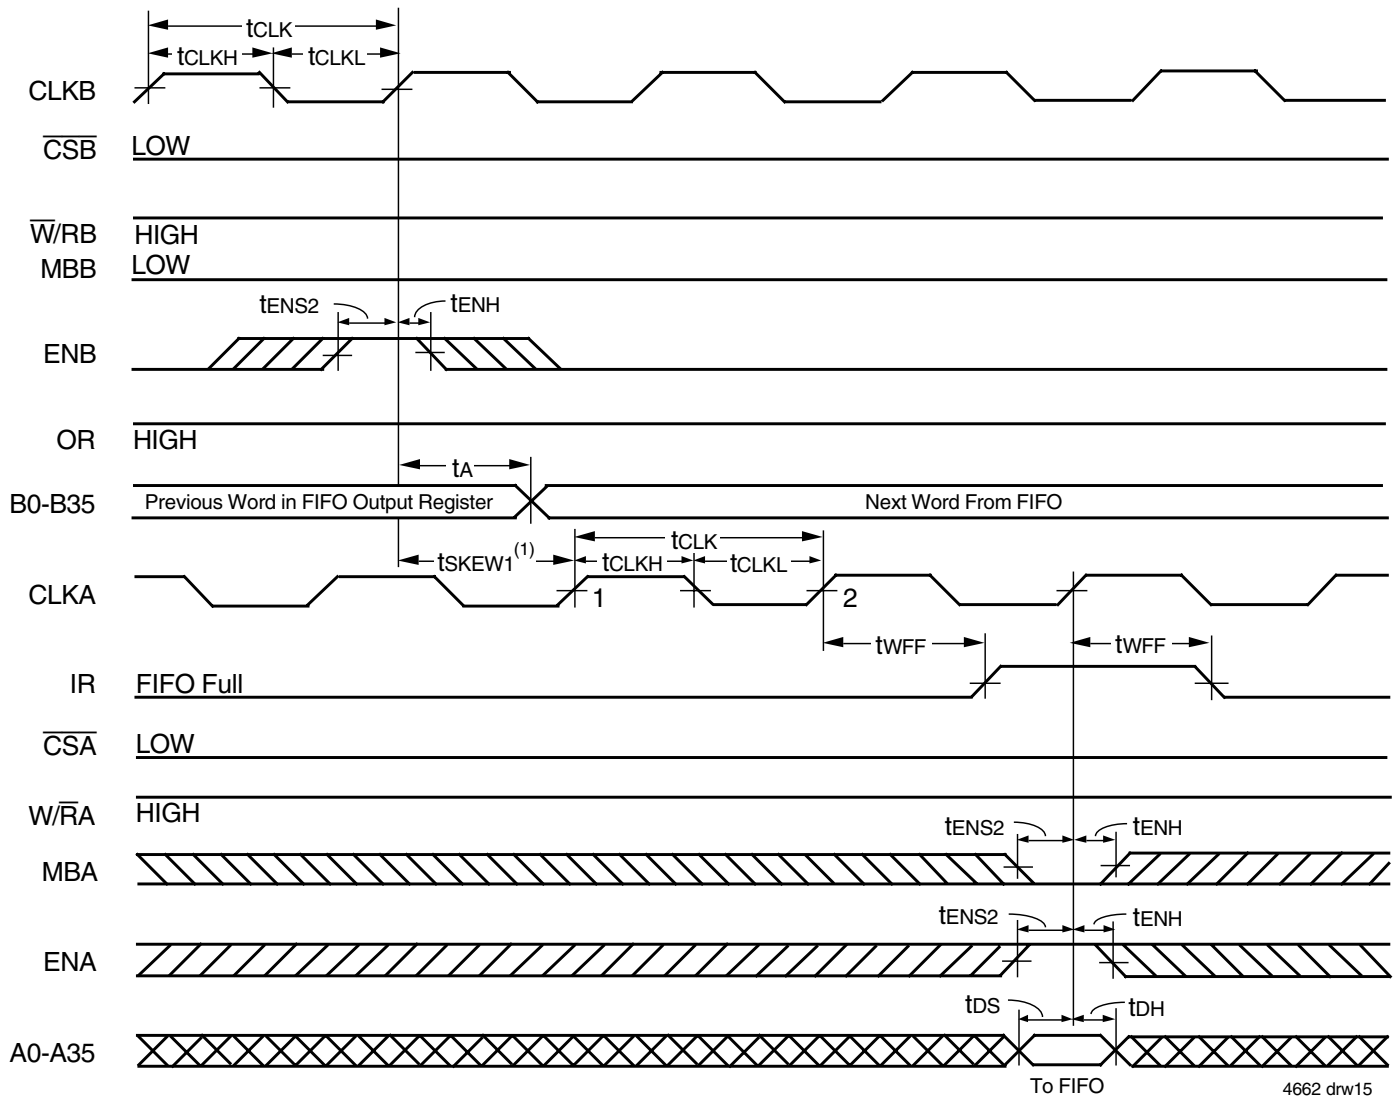 tCLK
tCLKH tCLKL
CLKB
CSB LOW
W/RB HIGH
MBB LOW
tENS2 tENH
ENB
OR HIGH
tA
B0-B35 Previous Word in FIFO Output Register Next Word From FIFO
tCLK
tSKEW1(1) tCLKH tCLKL
CLKA 1 2
tWFF tWFF
IR FIFO Full
CSA LOW
W/RA HIGH
tENS2 tENH
MBA
tENS2 tENH
ENA
tDS tDH
A0-A35
To FIFO
4662 drw15